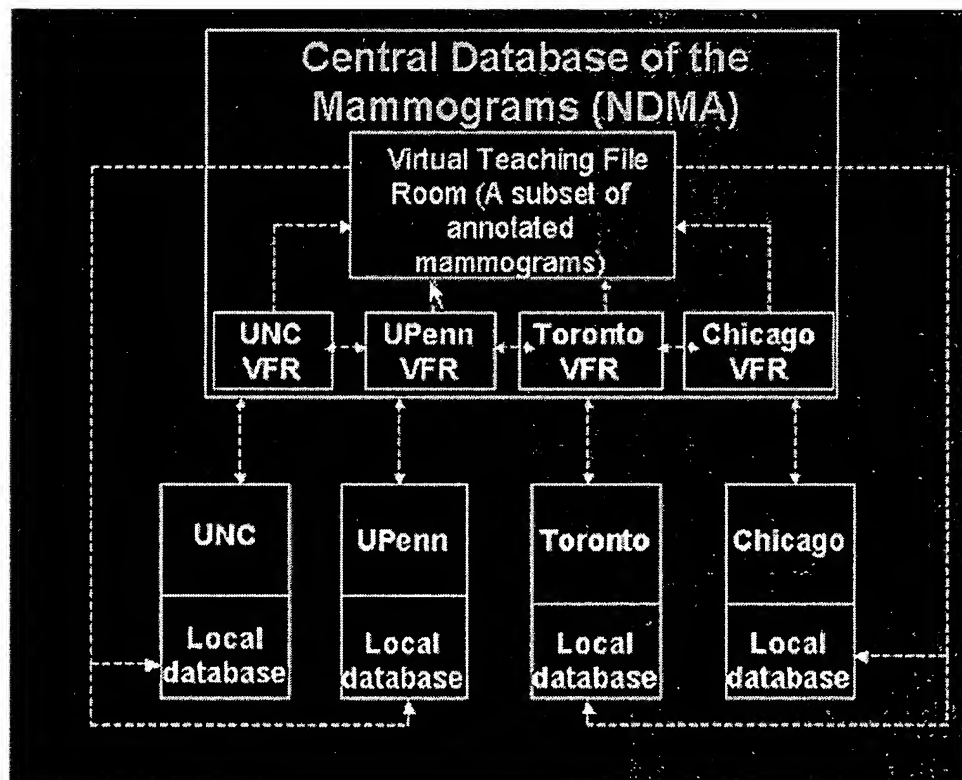 Central Database of the
Mammograms (NDMA)
Virtual Teaching File
Room (A subset of
annotated
mammograms)
UNC
VFR
UPenn
VFR
Toronto
VFR
Chicago
VFR
UNC
UPenn
Toronto
Chicago
Local
database
Local
database
Local
database
Local
database